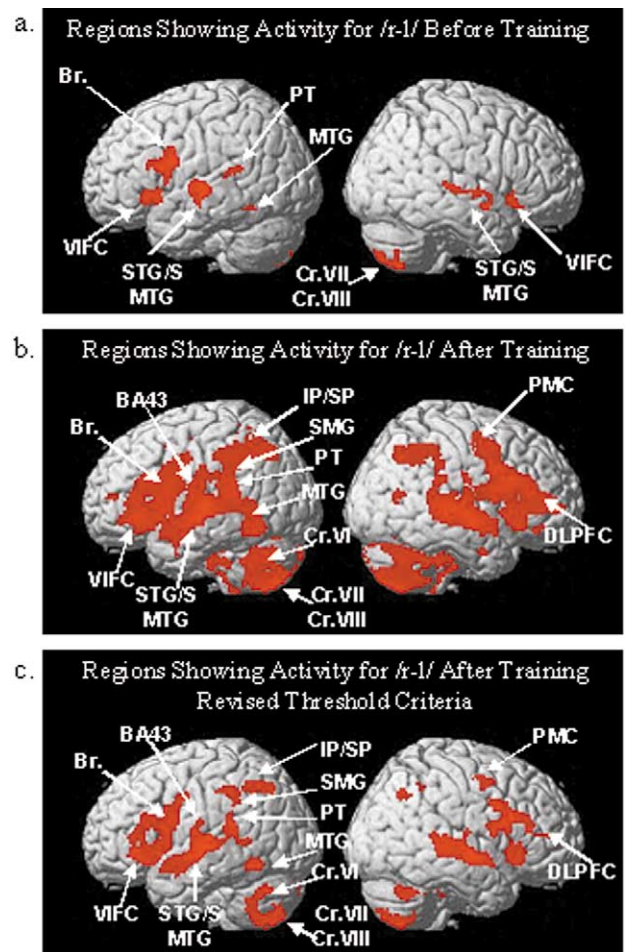 a. Regions Showing Activity for /r-l/ Before Training
Br.
PT
MTG
VIFC
STG/S
MTG
Cr.VII
Cr.VIII
STG/S
MTG
VIFC
b. Regions Showing Activity for /r-l/ After Training
BA43
IP/SP
PMC
Br.
SMG
PT
MTG
Cr.VI
DLPFC
VIFC
STG/S
MTG
Cr.VII
Cr.VIII
c. Regions Showing Activity for /r-l/ After Training
Revised Threshold Criteria
BA43
IP/SP
PMC
Br.
SMG
PT
MTG
Cr.VI
DLPFC
VIFC
STG/S
MTG
Cr.VII
Cr.VIII